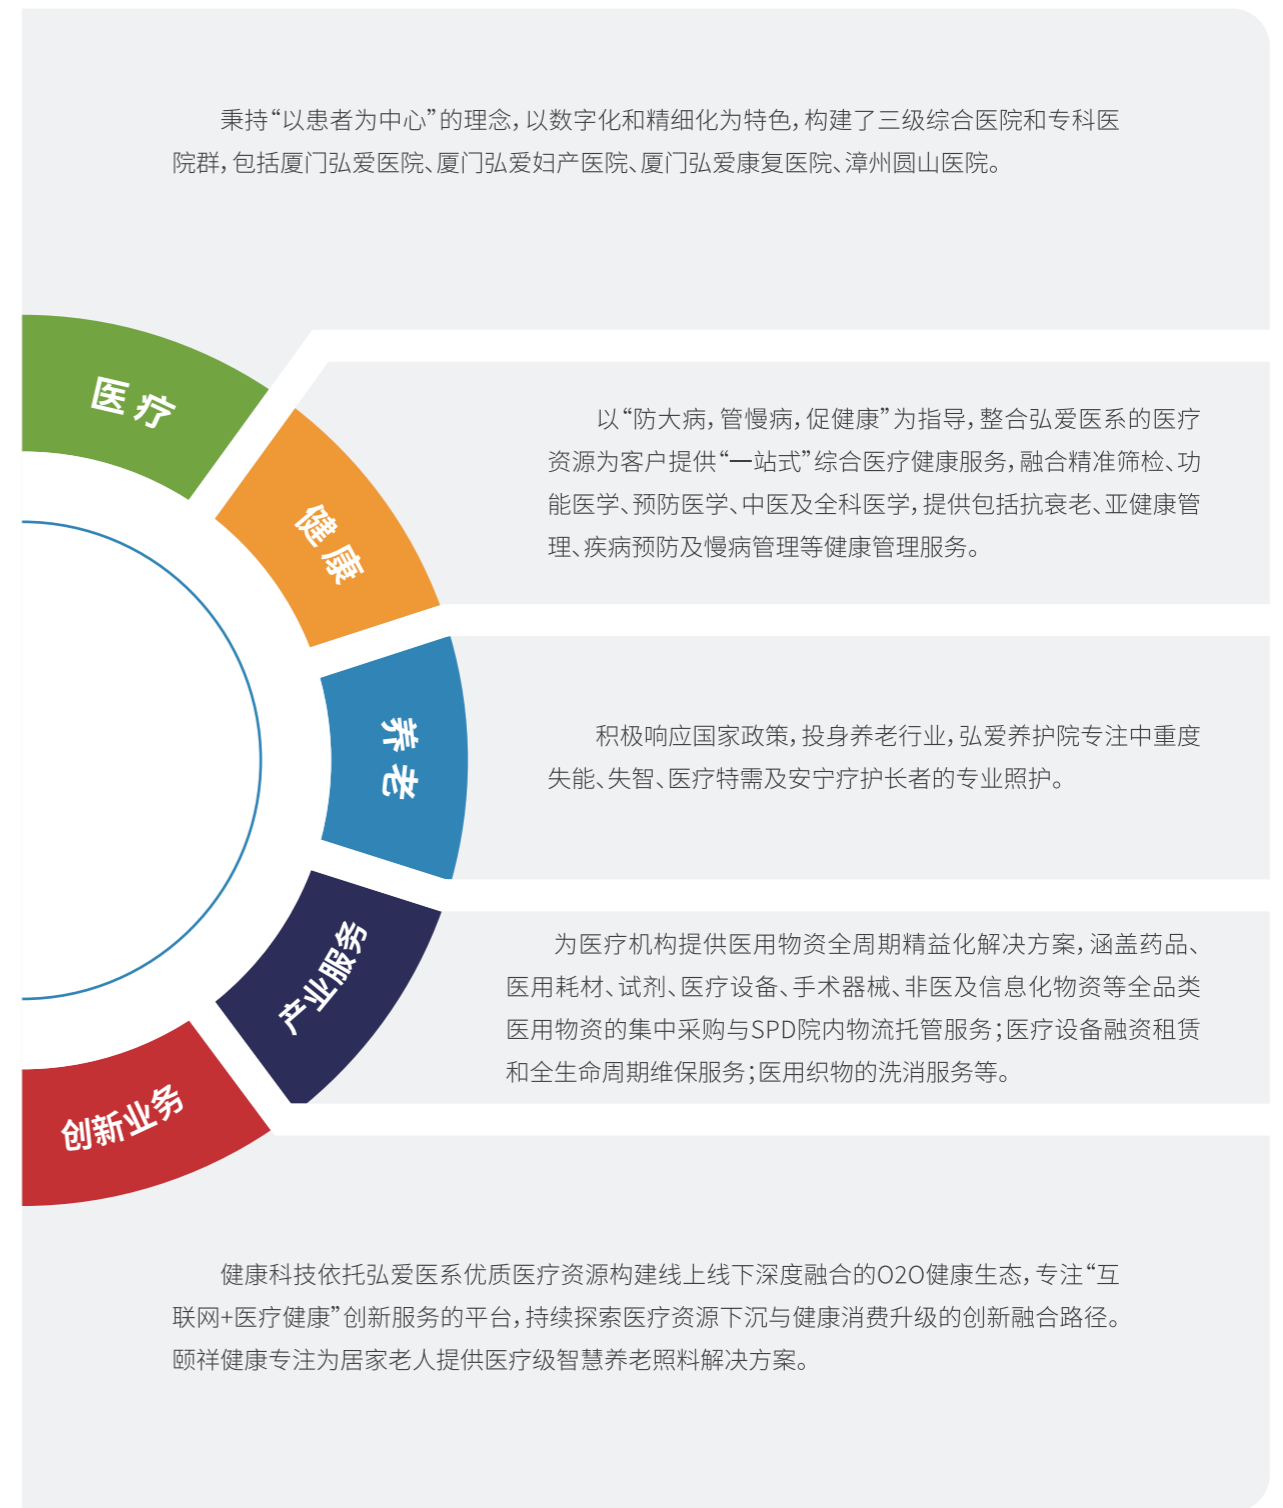 秉持“以患者为中心”的理念，以数字化和精细化为特色，构建了三级综合医院和专科医
院群，包括厦门弘爱医院、厦门弘爱妇产医院、厦门弘爱康复医院、漳州圆山医院。
医疗
健康
以“防大病，管慢病，促健康”为指导，整合弘爱医系的医疗
资源为客户提供“一站式”综合医疗健康服务，融合精准筛检、功
能医学、预防医学、中医及全科医学，提供包括抗衰老、亚健康管
理、疾病预防及慢病管理等健康管理服务。
养老
积极响应国家政策，投身养老行业，弘爱养护院专注中重度
失能、失智、医疗特需及安宁疗护长者的专业照护。
产业服务
为医疗机构提供医用物资全周期精益化解决方案，涵盖药品、
医用耗材、试剂、医疗设备、手术器械、非医及信息化物资等全品类
医用物资的集中采购与SPD院内物流托管服务；医疗设备融资租赁
和全生命周期维保服务；医用织物的洗消服务等。
创新业务
健康科技依托弘爱医系优质医疗资源构建线上线下深度融合的O2O健康生态，专注“互
联网+医疗健康”创新服务的平台，持续探索医疗资源下沉与健康消费升级的创新融合路径。
颐祥健康专注为居家老人提供医疗级智慧养老照料解决方案。